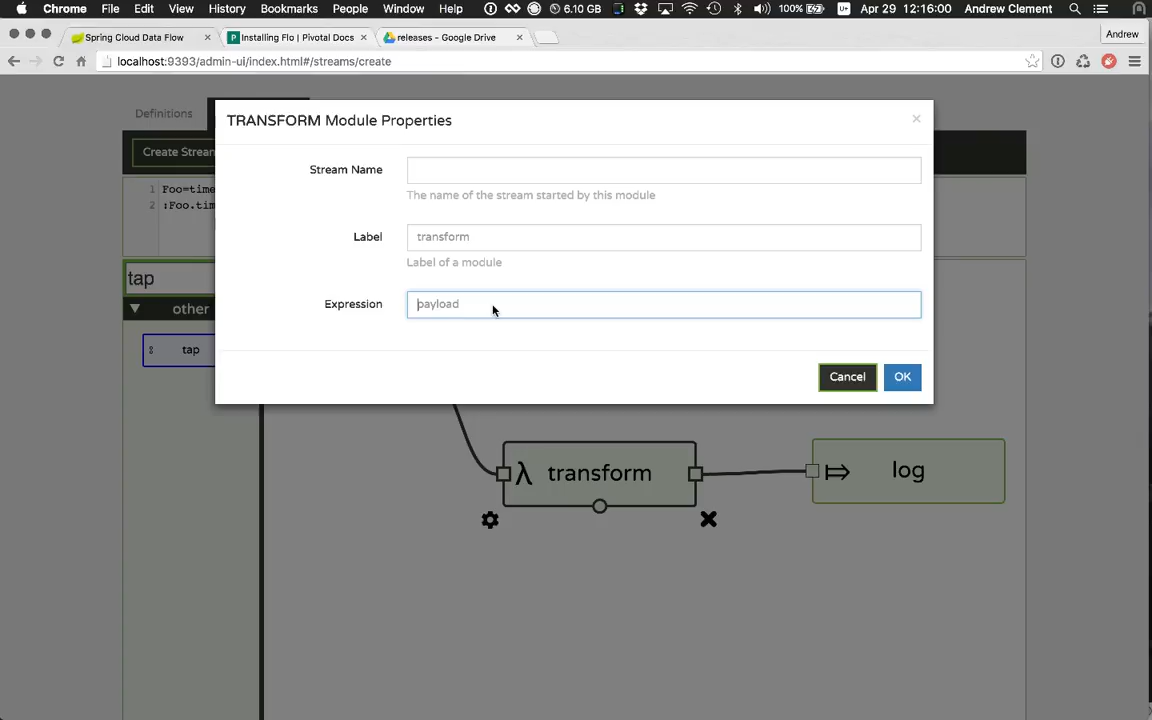 Chrome File Edit View History Bookmarks People Window Help 6.10 GB 100% Apr 29 12:16:00 Andrew Clement
Spring Cloud Data Flow Installing Flo | Pivotal Docs releases - Google Drive Andrew
localhost:9393/admin-ui/index.html#/streams/create
Definitions
TRANSFORM Module Properties ×
Create Stream
Stream Name
1 Foo=time
The name of the stream started by this module
2 :Foo.tim
Label transform
Label of a module
tap
Expression payload
other
tap
Cancel OK
λ transform
log